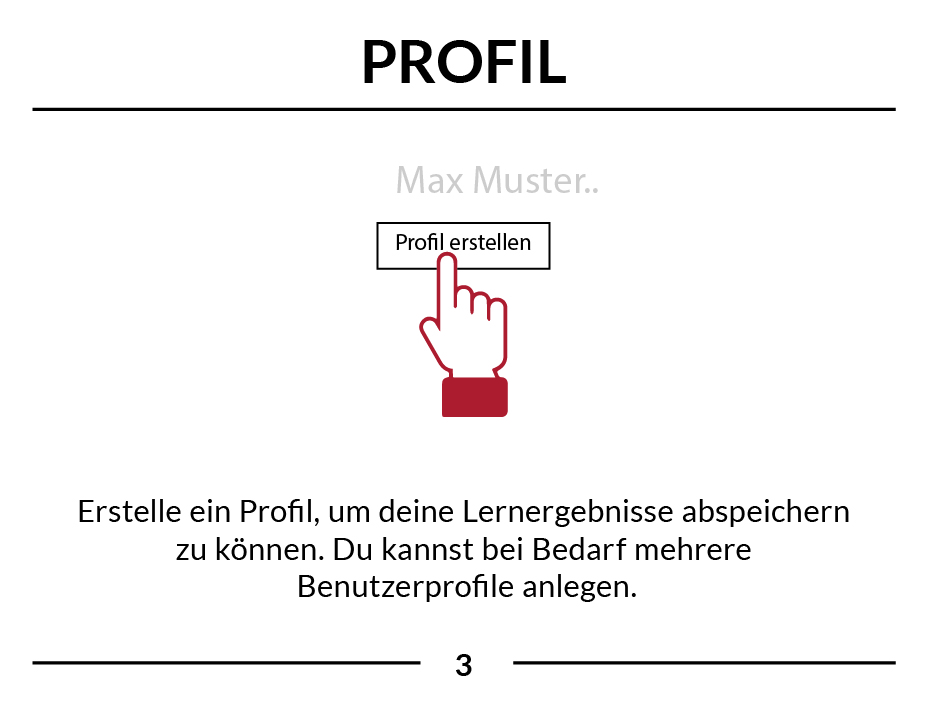 PROFIL
Max Muster..
Profil erstellen
Erstelle ein Profil, um deine Lernergebnisse abspeichern
zu können. Du kannst bei Bedarf mehrere
Benutzerprofile anlegen.
3